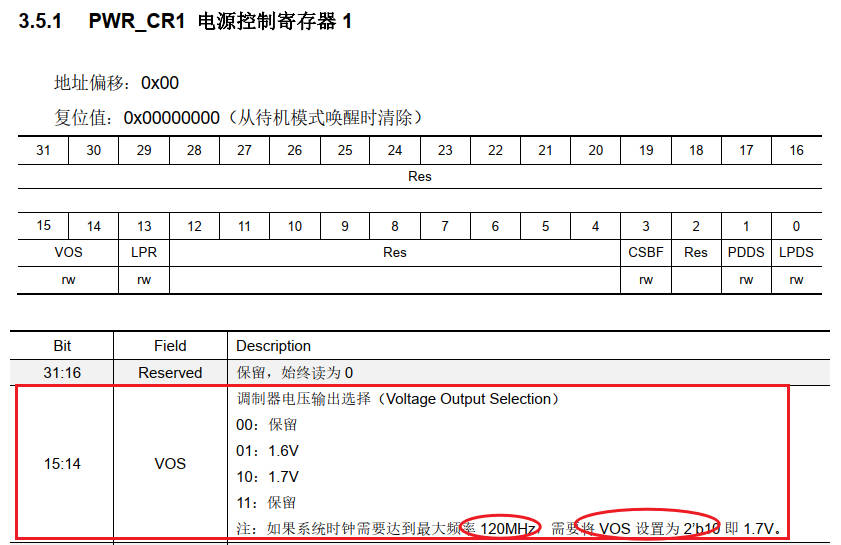 3.5.1 PWR_CR1 电源控制寄存器 1
地址偏移：0x00
复位值：0x00000000（从待机模式唤醒时清除）
31 30 29 28 27 26 25 24 23 22 21 20 19 18 17 16
Res
15 14 13 12 11 10 9 8 7 6 5 4 3 2 1 0
VOS LPR Res CSBF Res PDDS LPDS
rw rw rw rw rw
Bit Field Description
31:16 Reserved 保留，始终读为 0
15:14 VOS 调制器电压输出选择（Voltage Output Selection）
00：保留
01：1.6V
10：1.7V
11：保留
注：如果系统时钟需要达到最大频率 120MHz，需要将 VOS 设置为 2'b10 即 1.7V。